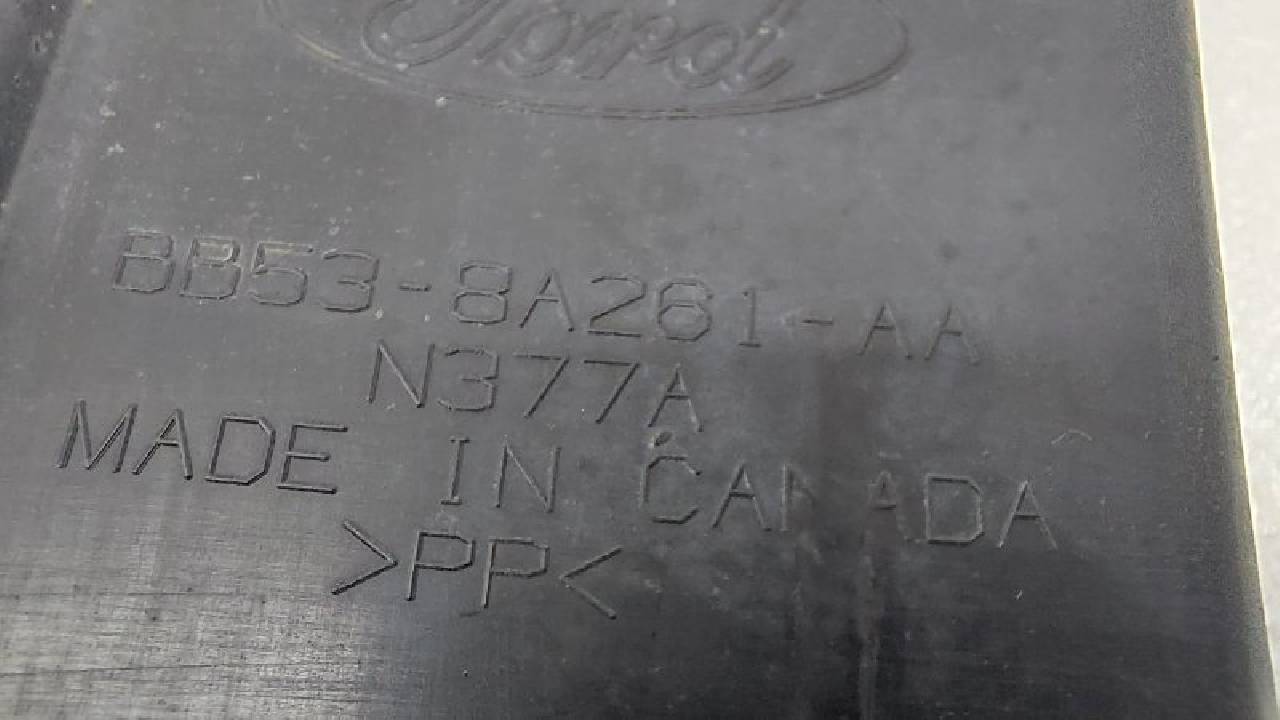 Ford
BB53-8A261-AA
N377A
MADE IN CANADA
>PP<